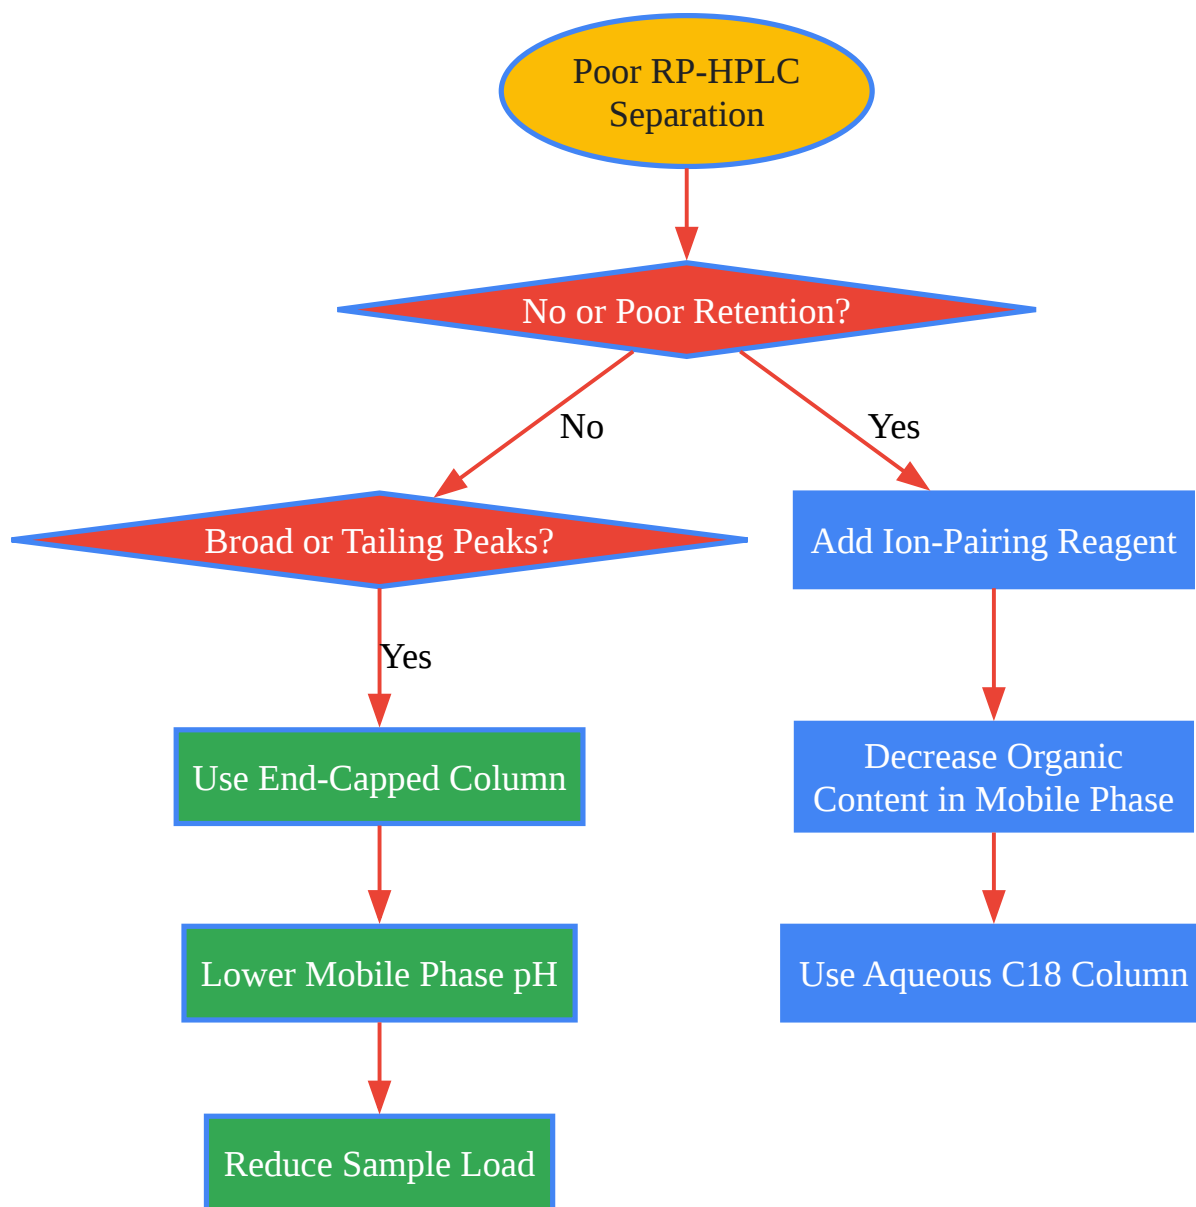 Poor RP-HPLC
Separation
No or Poor Retention?
No
Yes
Broad or Tailing Peaks?
Add Ion-Pairing Reagent
Yes
Use End-Capped Column
Decrease Organic
Content in Mobile Phase
Lower Mobile Phase pH
Use Aqueous C18 Column
Reduce Sample Load